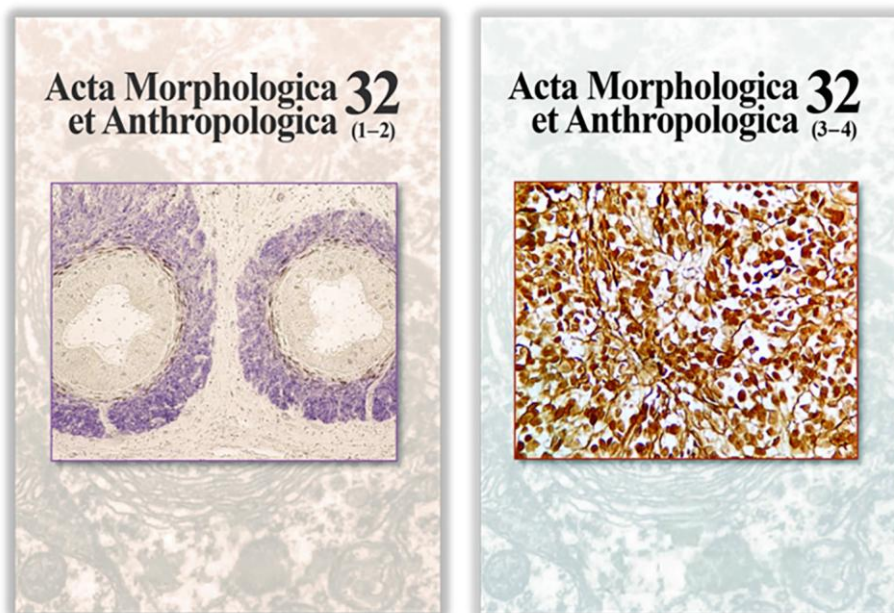 Acta Morphologica 32
et Anthropologica (1–2)
Acta Morphologica 32
et Anthropologica (3–4)